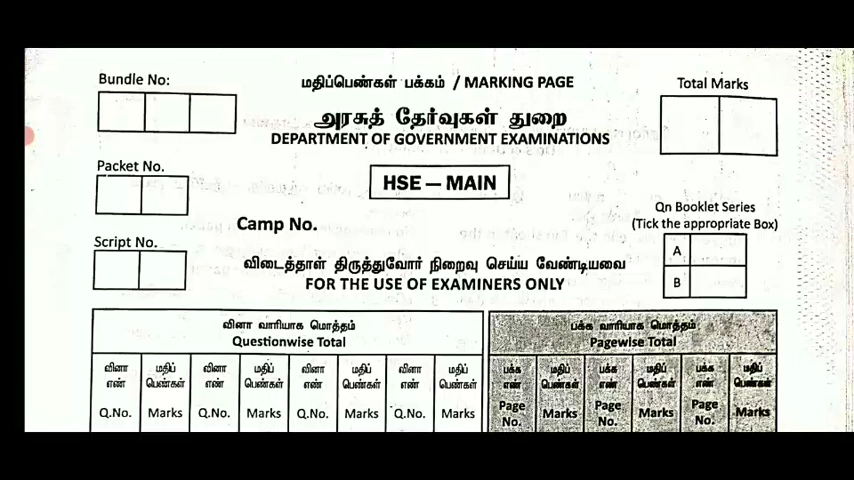 Bundle No:
மதிப்பெண்கள் பக்கம் / MARKING PAGE
Total Marks
அரசுத் தேர்வுகள் துறை
DEPARTMENT OF GOVERNMENT EXAMINATIONS
Packet No.
HSE – MAIN
Qn Booklet Series
(Tick the appropriate Box)
Camp No.
Script No.
A
B
விடைத்தாள் திருத்துவோர் நிறைவு செய்ய வேண்டியவை
FOR THE USE OF EXAMINERS ONLY
வினா வாரியாக மொத்தம்
Questionwise Total
பக்க வாரியாக மொத்தம்
Pagewise Total
வினா எண் மதிப் பெண்கள் வினா எண் மதிப் பெண்கள் வினா எண் மதிப் பெண்கள் வினா எண் மதிப் பெண்கள்
Q.No. Marks Q.No. Marks Q.No. Marks Q.No. Marks
பக்க எண் மதிப் பெண்கள் பக்க எண் மதிப் பெண்கள் பக்க எண் மதிப் பெண்கள்
Page No. Marks Page No. Marks Page No. Marks